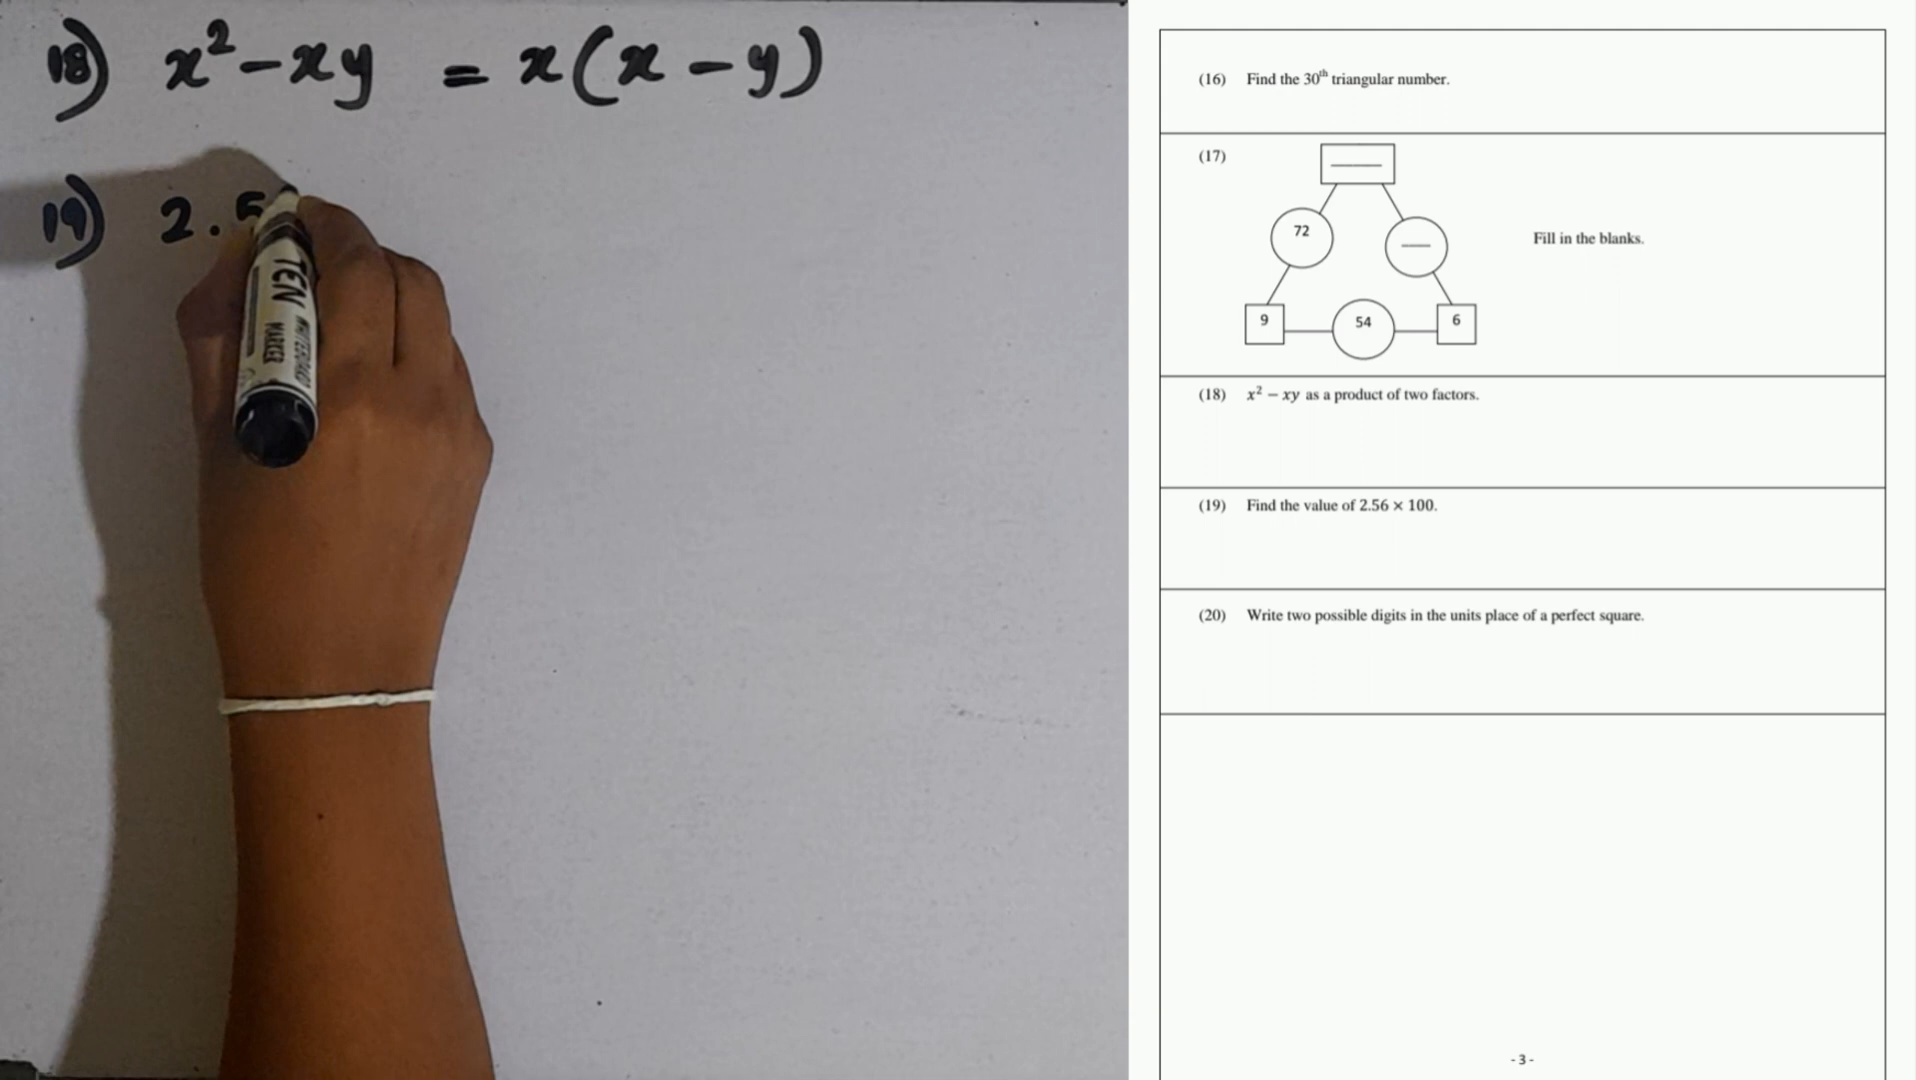 18) x² - xy = x(x - y)
19) 2.5
TEN
WHITEBOARD
MARKER
(16) Find the 30th triangular number.
(17)
72
Fill in the blanks.
9 54 6
(18) x² − xy as a product of two factors.
(19) Find the value of 2.56 × 100.
(20) Write two possible digits in the units place of a perfect square.
- 3 -